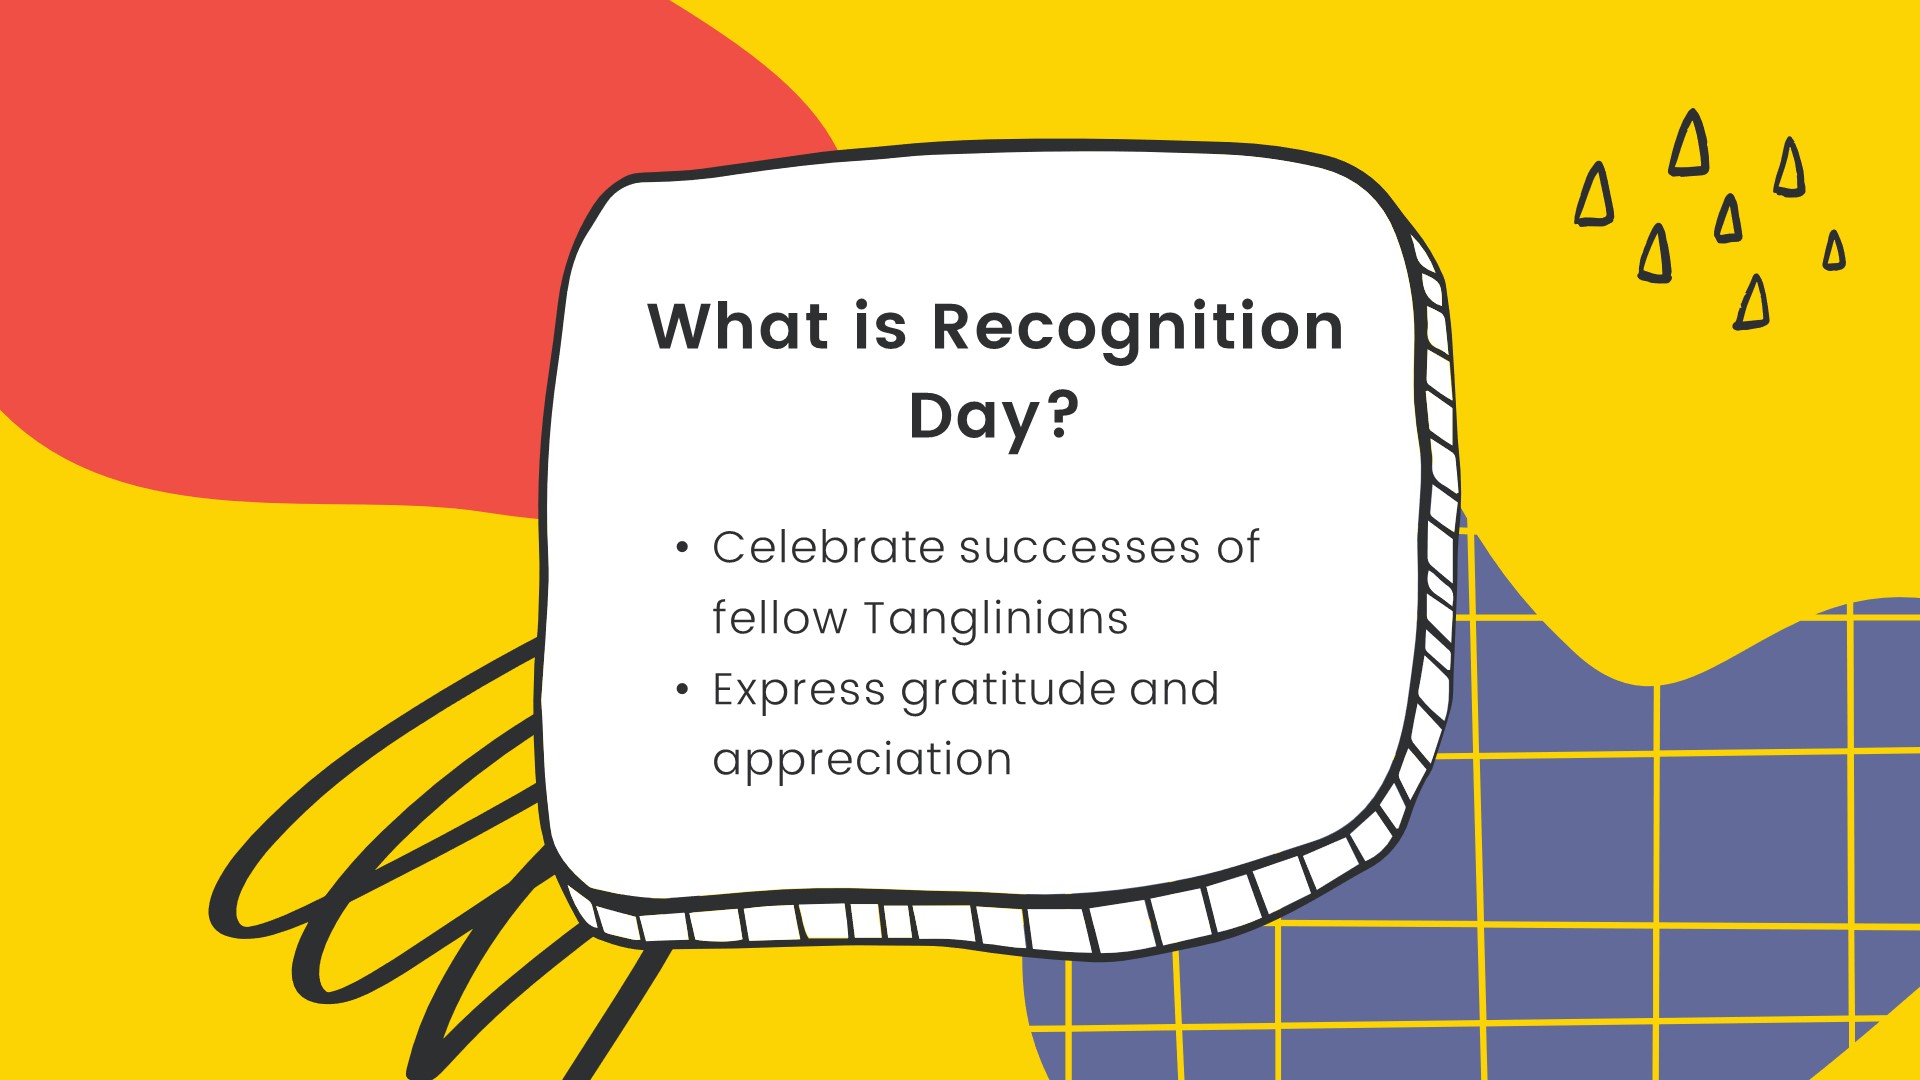 What is Recognition
Day?
• Celebrate successes of
fellow Tanglinians
• Express gratitude and
appreciation